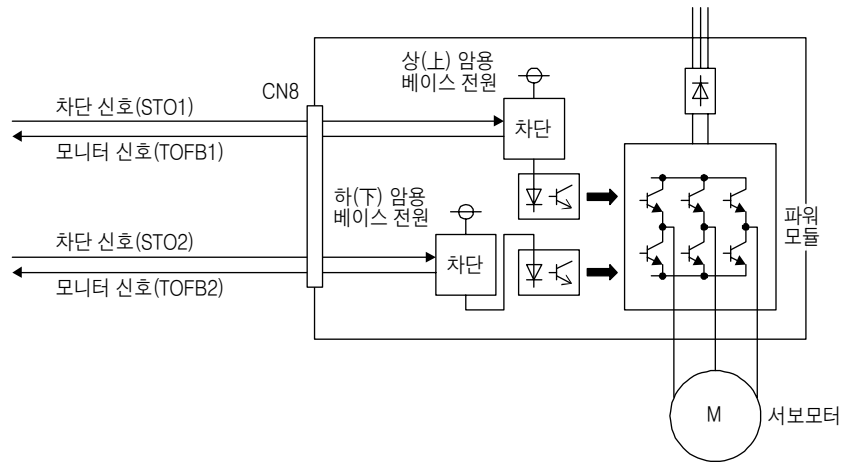 상(上) 암용
베이스 전원
CN8
차단 신호(STO1)
차단
모니터 신호(TOFB1)
하(下) 암용
베이스 전원
파워
모듈
차단 신호(STO2)
차단
모니터 신호(TOFB2)
M
서보모터